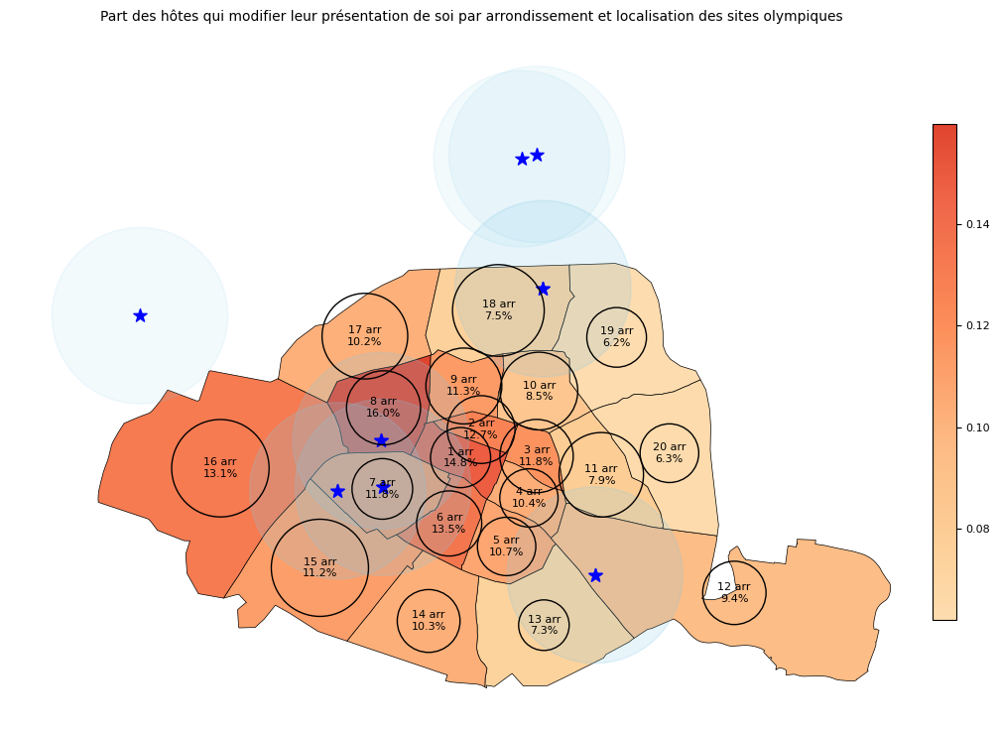 Part des hôtes qui modifier leur présentation de soi par arrondissement et localisation des sites olympiques
18 arr
7.5%
17 arr
10.2%
19 arr
6.2%
9 arr
11.3%
10 arr
8.5%
8 arr
16.0%
2 arr
12.7%
1 arr
14.8%
3 arr
11.8%
20 arr
6.3%
16 arr
13.1%
11 arr
7.9%
7 arr
11.8%
4 arr
10.4%
6 arr
13.5%
5 arr
10.7%
15 arr
11.2%
12 arr
9.4%
14 arr
10.3%
13 arr
7.3%
0.14
0.12
0.10
0.08